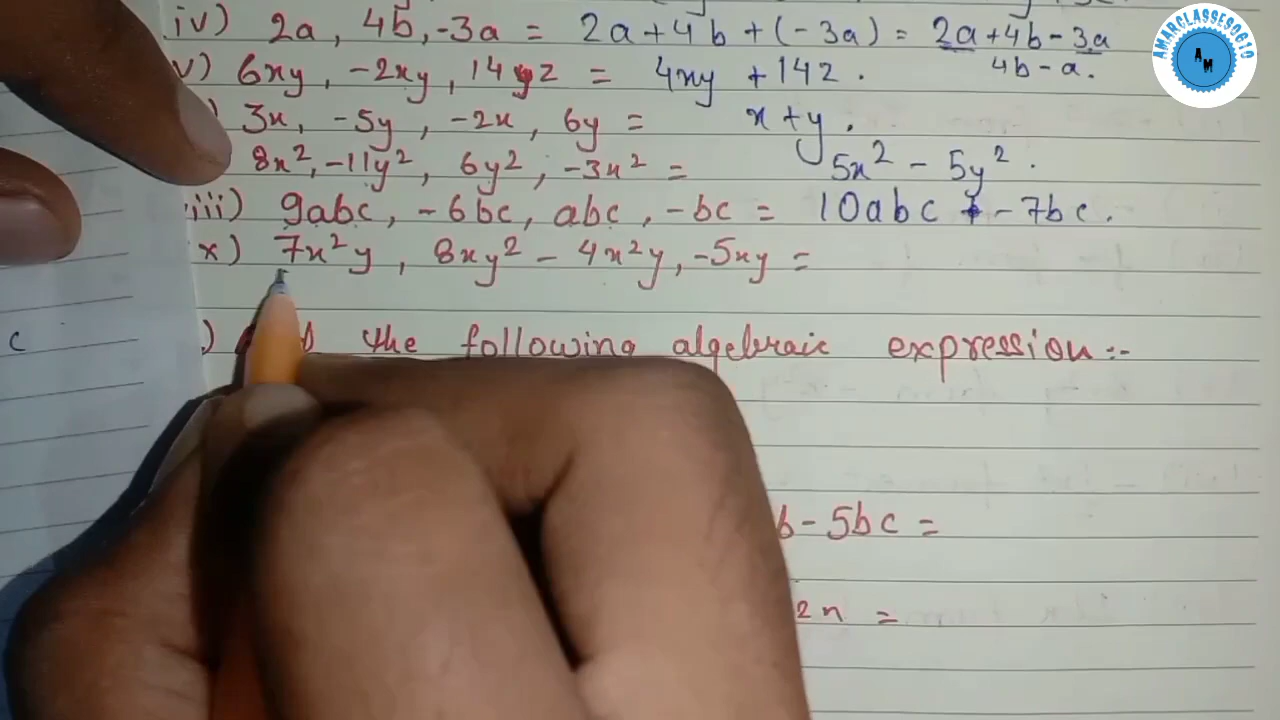 iv) 2a, 4b, -3a = 2a + 4b + (-3a) = 2a + 4b - 3a
4b - a.
v) 6xy, -2xy, 14yz = 4xy + 14z.
) 3x, -5y, -2x, 6y = x + y.
8x², -11y², 6y², -3x² = 5x² - 5y².
iii) 9abc, -6bc, abc, -bc = 10abc - 7bc.
x) 7x²y, 8xy² - 4x²y, -5xy =
c
) the following algebraic expression :-
b - 5bc =
2n =
AMARCLASSES9610
AM